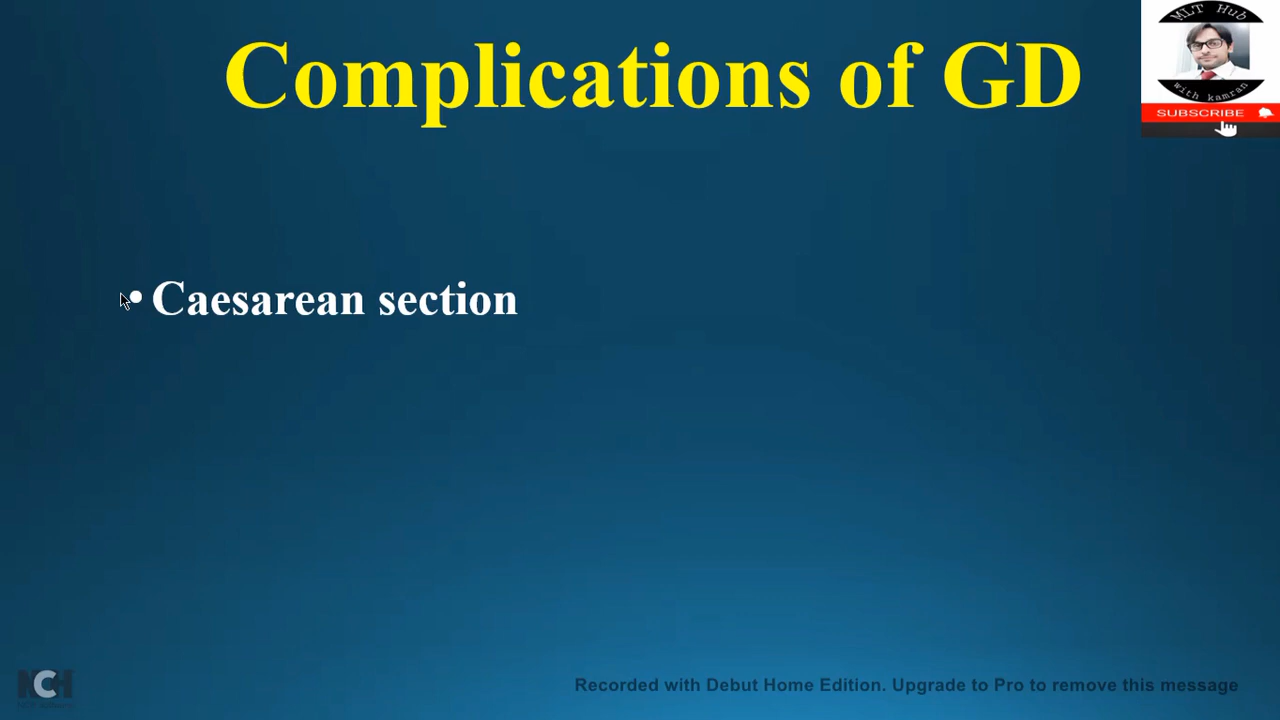 Complications of GD
MLT Hub
with kamran
SUBSCRIBE
• Caesarean section
NCH
Recorded with Debut Home Edition. Upgrade to Pro to remove this message